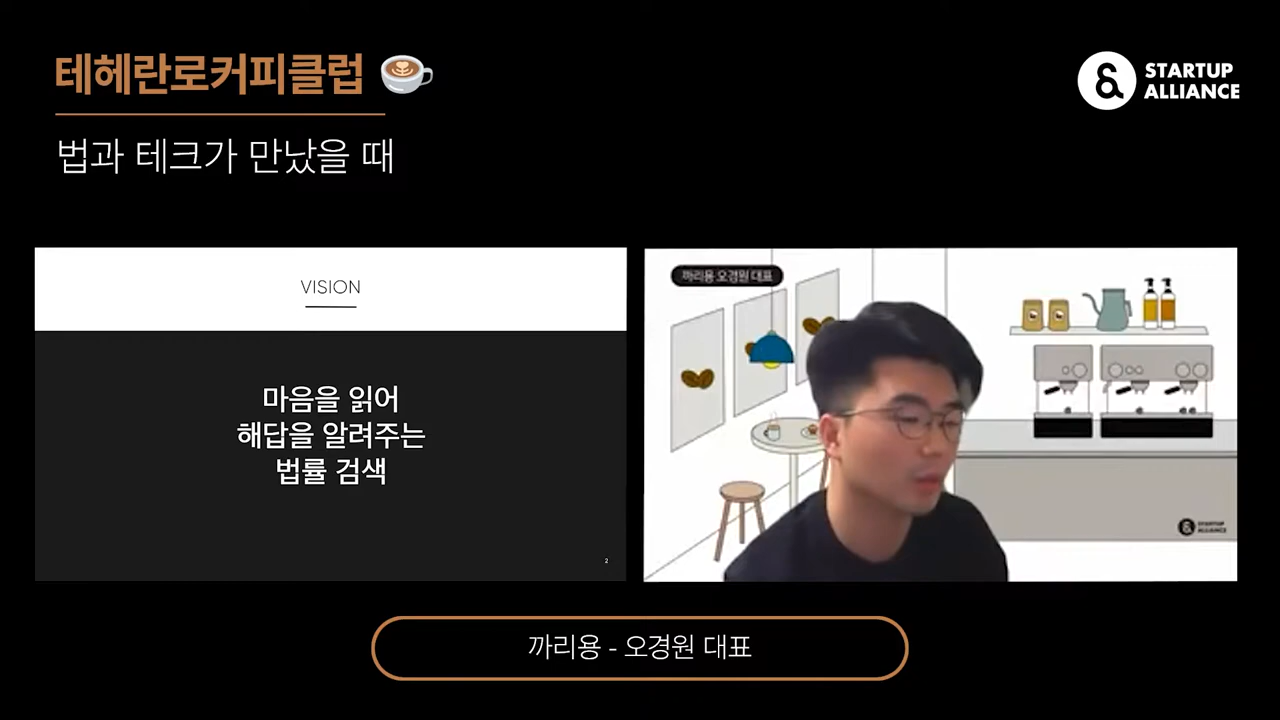 테헤란로커피클럽
STARTUP
ALLIANCE
법과 테크가 만났을 때
VISION
마음을 읽어
해답을 알려주는
법률 검색
2
까리용 오경원 대표
STARTUP
ALLIANCE
까리용 - 오경원 대표